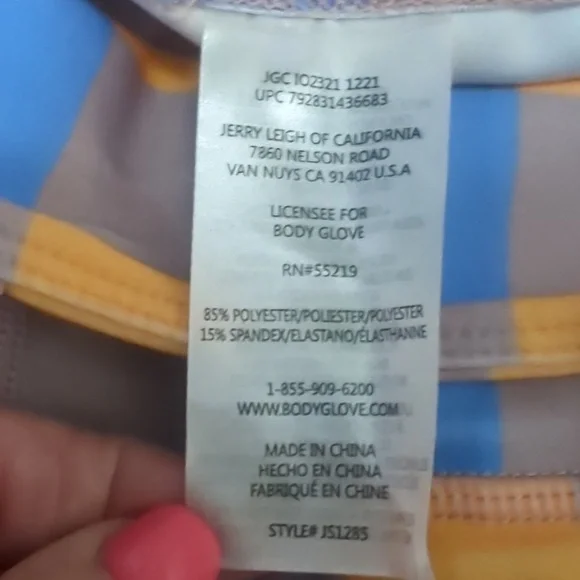 JGC IO2321 1221
UPC 792831436683
JERRY LEIGH OF CALIFORNIA
7860 NELSON ROAD
VAN NUYS CA 91402 U.S.A
LICENSEE FOR
BODY GLOVE
RN#55219
85% POLYESTER/POLIESTER/POLYESTER
15% SPANDEX/ELASTANO/ÉLASTHANNE
1-855-909-6200
WWW.BODYGLOVE.COM
MADE IN CHINA
HECHO EN CHINA
FABRIQUÉ EN CHINE
STYLE# JS1285